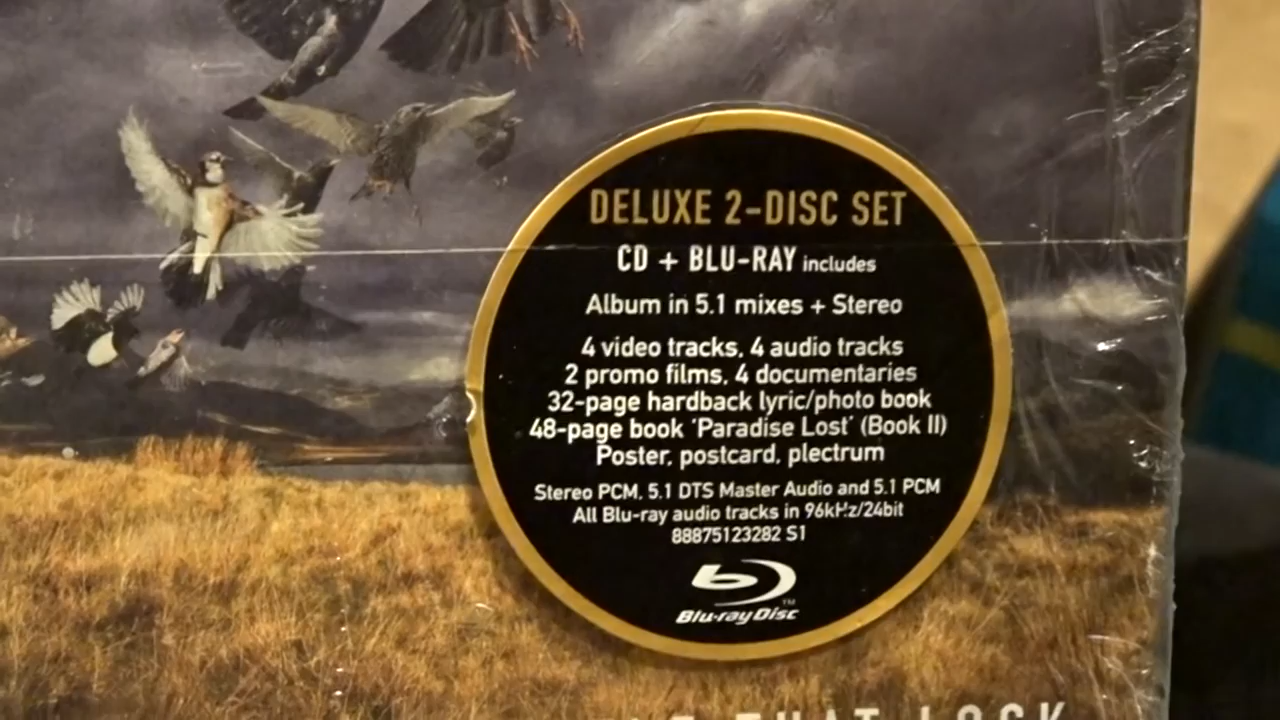 DELUXE 2-DISC SET
CD + BLU-RAY includes
Album in 5.1 mixes + Stereo
4 video tracks, 4 audio tracks
2 promo films, 4 documentaries
32-page hardback lyric/photo book
48-page book 'Paradise Lost' (Book II)
Poster, postcard, plectrum
Stereo PCM, 5.1 DTS Master Audio and 5.1 PCM
All Blu-ray audio tracks in 96kHz/24bit
88875123282 S1
Blu-ray Disc™
THAT LOCK